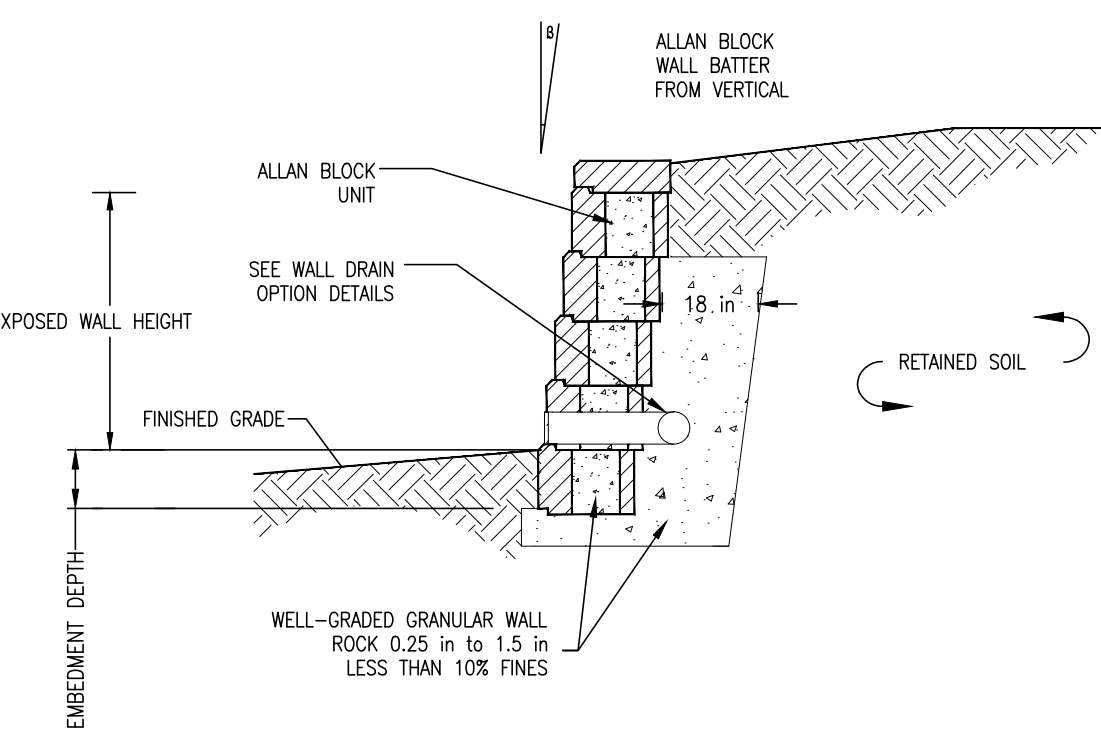 β
ALLAN BLOCK
WALL BATTER
FROM VERTICAL
ALLAN BLOCK
UNIT
SEE WALL DRAIN
OPTION DETAILS
18 in
XPOSED WALL HEIGHT
RETAINED SOIL
FINISHED GRADE
EMBEDMENT DEPTH
WELL-GRADED GRANULAR WALL
ROCK 0.25 in to 1.5 in
LESS THAN 10% FINES